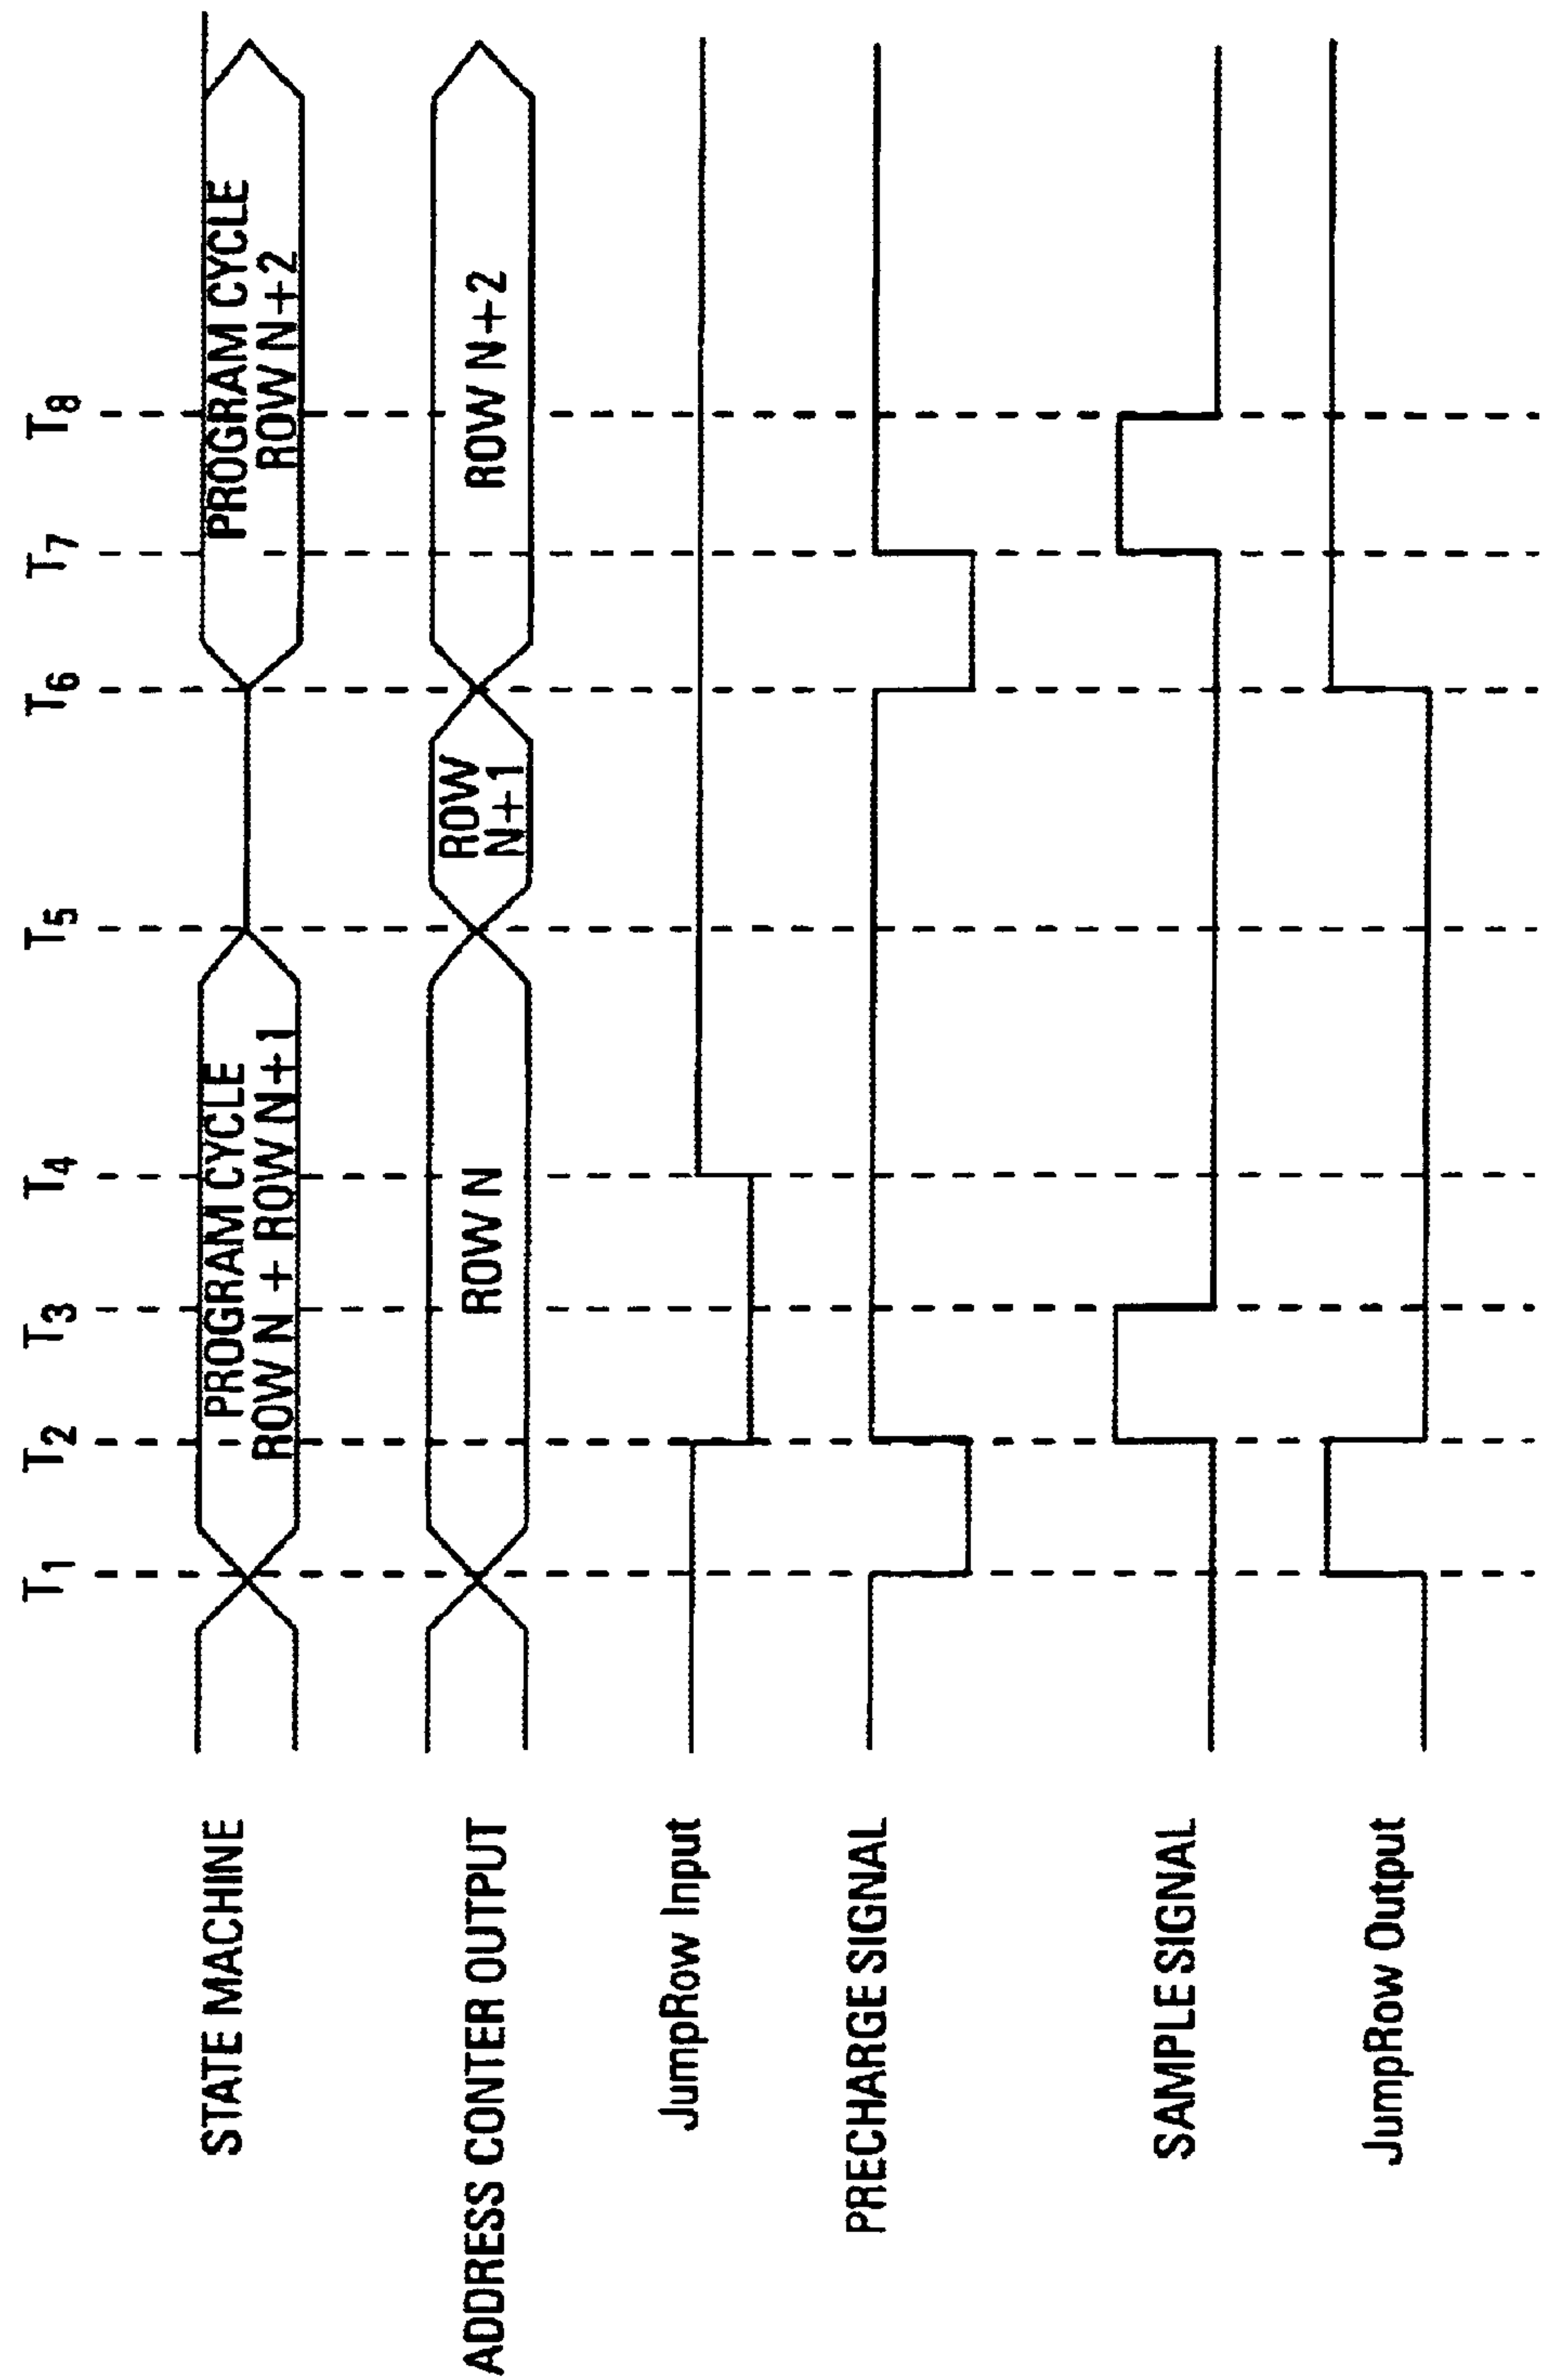 T1 T2 T3 T4 T5 T6 T7 T8
STATE MACHINE
PROGRAM CYCLE
ROW N + ROW N+1
PROGRAM CYCLE
ROW N+2
ADDRESS CONTER OUTPUT
ROW N
ROW
N+1
ROW N+2
JumpRow Input
PRECHARGE SIGNAL
SAMPLE SIGNAL
JumpRow Output